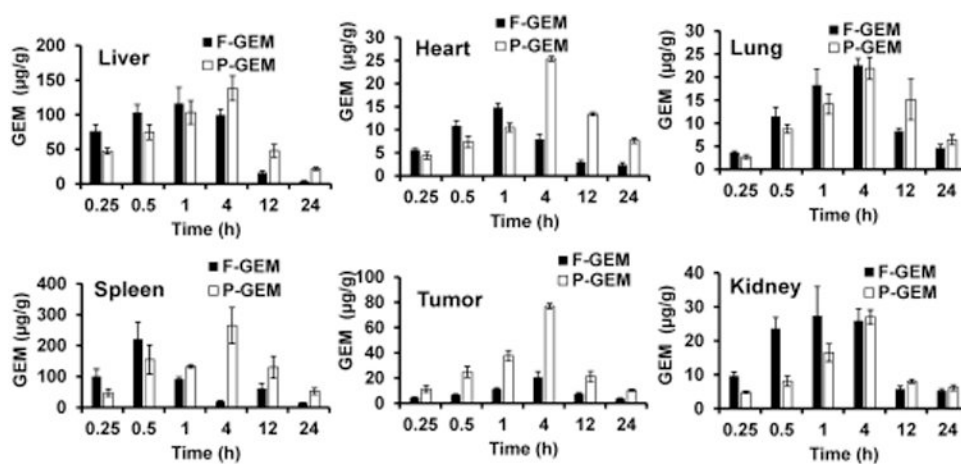 Liver
F-GEM
P-GEM
GEM (µg/g)
200
150
100
50
0
0.25 0.5 1 4 12 24
Time (h)
Heart
F-GEM
P-GEM
GEM (µg/g)
30
25
20
15
10
5
0
0.25 0.5 1 4 12 24
Time (h)
Lung
F-GEM
P-GEM
GEM (µg/g)
30
25
20
15
10
5
0
0.25 0.5 1 4 12 24
Time (h)
Spleen
F-GEM
P-GEM
GEM (µg/g)
400
300
200
100
0
0.25 0.5 1 4 12 24
Time (h)
Tumor
F-GEM
P-GEM
GEM (µg/g)
100
80
60
40
20
0
0.25 0.5 1 4 12 24
Time (h)
Kidney
F-GEM
P-GEM
GEM (µg/g)
40
30
20
10
0
0.25 0.5 1 4 12 24
Time (h)